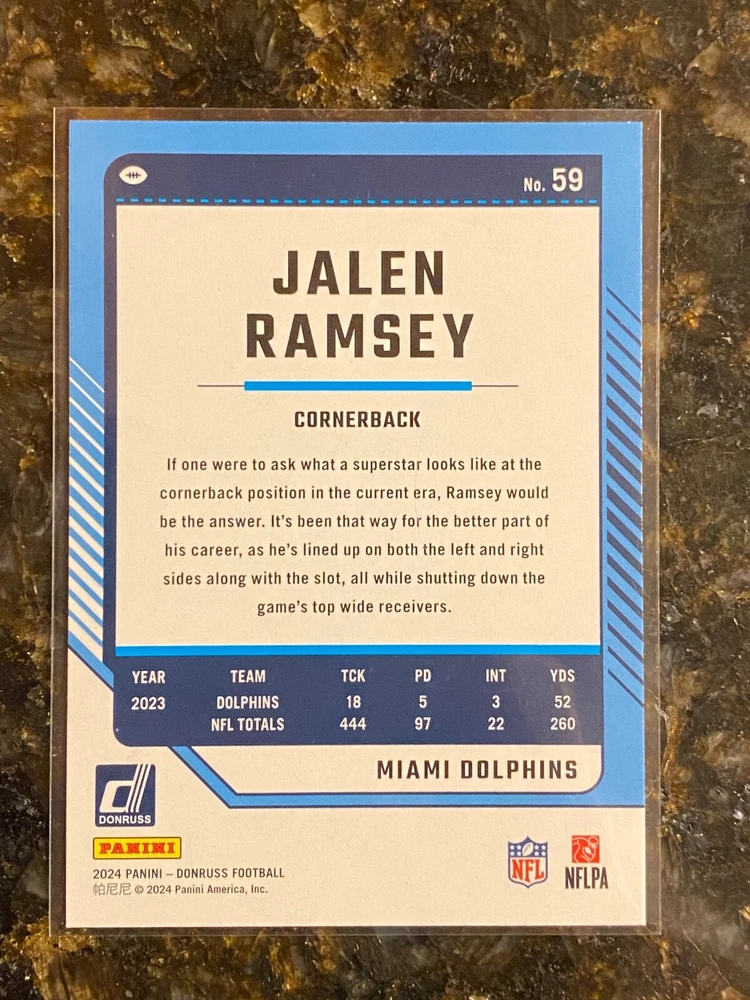 No. 59
JALEN
RAMSEY
CORNERBACK
If one were to ask what a superstar looks like at the
cornerback position in the current era, Ramsey would
be the answer. It's been that way for the better part of
his career, as he's lined up on both the left and right
sides along with the slot, all while shutting down the
game's top wide receivers.
YEAR TEAM TCK PD INT YDS
2023 DOLPHINS 18 5 3 52
NFL TOTALS 444 97 22 260
MIAMI DOLPHINS
DONRUSS
PANINI
2024 PANINI – DONRUSS FOOTBALL
帕尼尼 © 2024 Panini America, Inc.
NFL
NFLPA